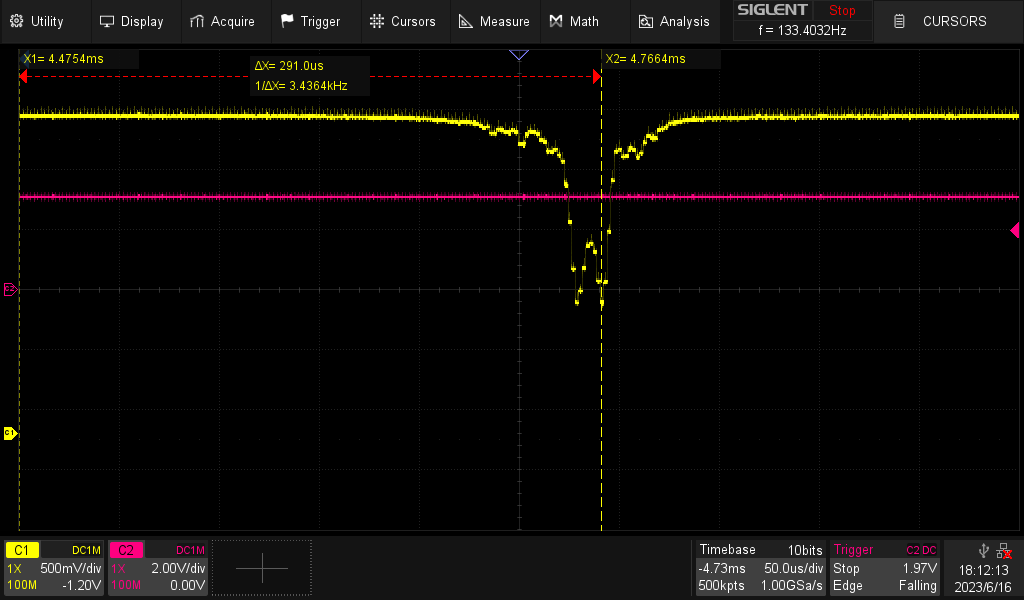 Utility Display Acquire Trigger Cursors Measure Math Analysis SIGLENT Stop CURSORS
f = 133.4032Hz
X1= 4.4754ms X2= 4.7664ms
ΔX= 291.0us
1/ΔX= 3.4364kHz
C2
C1
C1 DC1M C2 DC1M Timebase 10bits Trigger C2 DC
1X 500mV/div 1X 2.00V/div -4.73ms 50.0us/div Stop 1.97V 18:12:13
100M -1.20V 100M 0.00V 500kpts 1.00GSa/s Edge Falling 2023/6/16